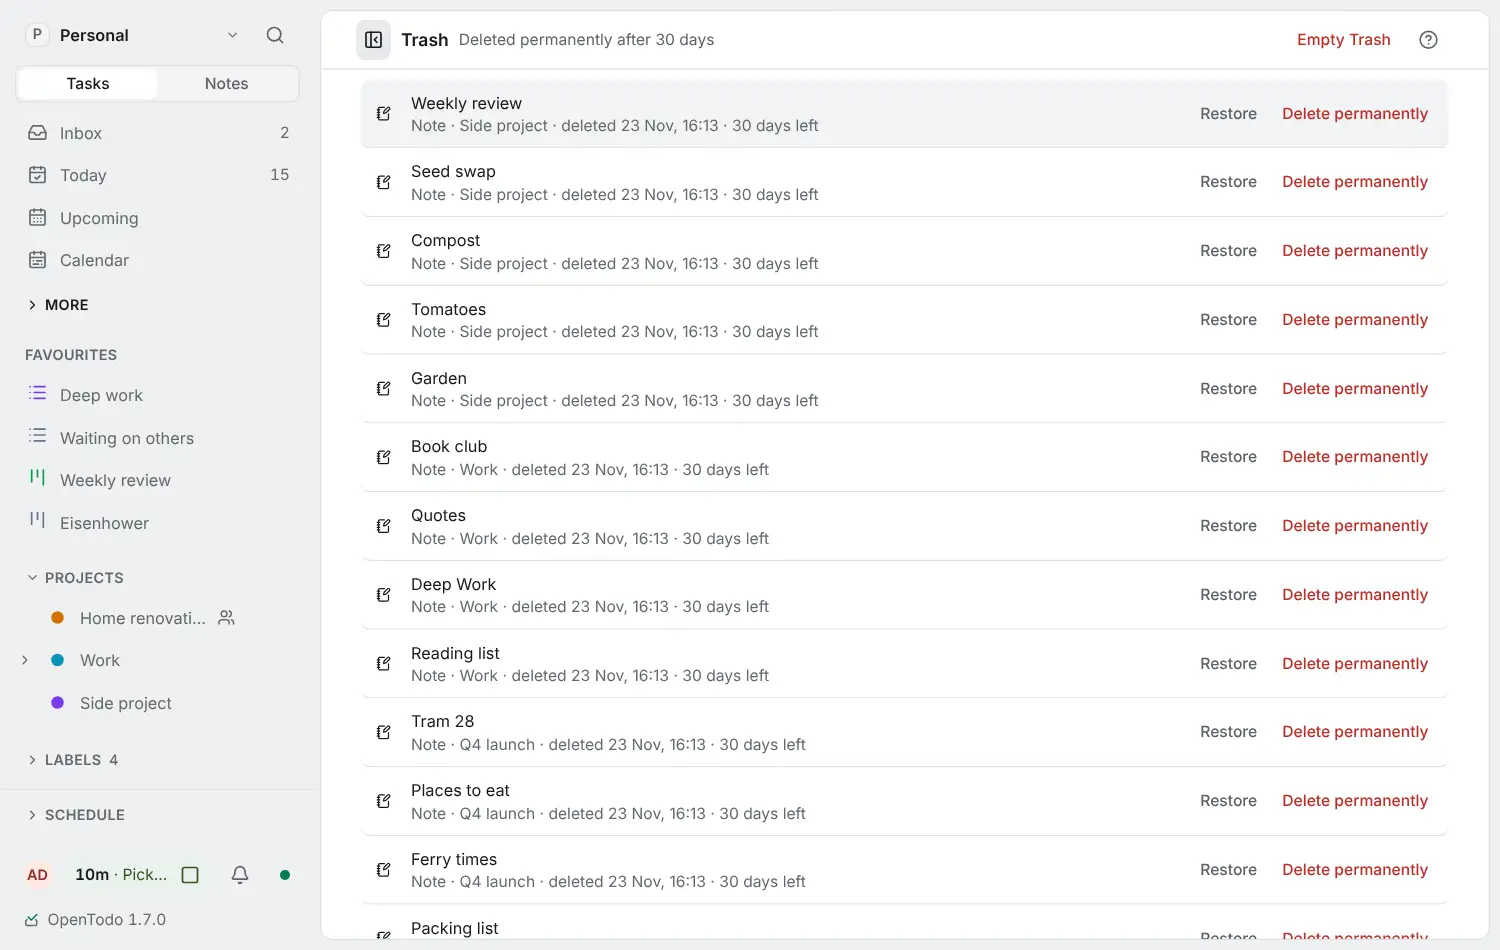 P Personal
Tasks Notes
Inbox 2
Today 15
Upcoming
Calendar
MORE
FAVOURITES
Deep work
Waiting on others
Weekly review
Eisenhower
PROJECTS
Home renovati...
Work
Side project
LABELS 4
SCHEDULE
AD 10m · Pick...
OpenTodo 1.7.0
Trash Deleted permanently after 30 days Empty Trash
Weekly review
Note · Side project · deleted 23 Nov, 16:13 · 30 days left
Restore Delete permanently
Seed swap
Note · Side project · deleted 23 Nov, 16:13 · 30 days left
Restore Delete permanently
Compost
Note · Side project · deleted 23 Nov, 16:13 · 30 days left
Restore Delete permanently
Tomatoes
Note · Side project · deleted 23 Nov, 16:13 · 30 days left
Restore Delete permanently
Garden
Note · Side project · deleted 23 Nov, 16:13 · 30 days left
Restore Delete permanently
Book club
Note · Work · deleted 23 Nov, 16:13 · 30 days left
Restore Delete permanently
Quotes
Note · Work · deleted 23 Nov, 16:13 · 30 days left
Restore Delete permanently
Deep Work
Note · Work · deleted 23 Nov, 16:13 · 30 days left
Restore Delete permanently
Reading list
Note · Work · deleted 23 Nov, 16:13 · 30 days left
Restore Delete permanently
Tram 28
Note · Q4 launch · deleted 23 Nov, 16:13 · 30 days left
Restore Delete permanently
Places to eat
Note · Q4 launch · deleted 23 Nov, 16:13 · 30 days left
Restore Delete permanently
Ferry times
Note · Q4 launch · deleted 23 Nov, 16:13 · 30 days left
Restore Delete permanently
Packing list
Restore Delete permanently